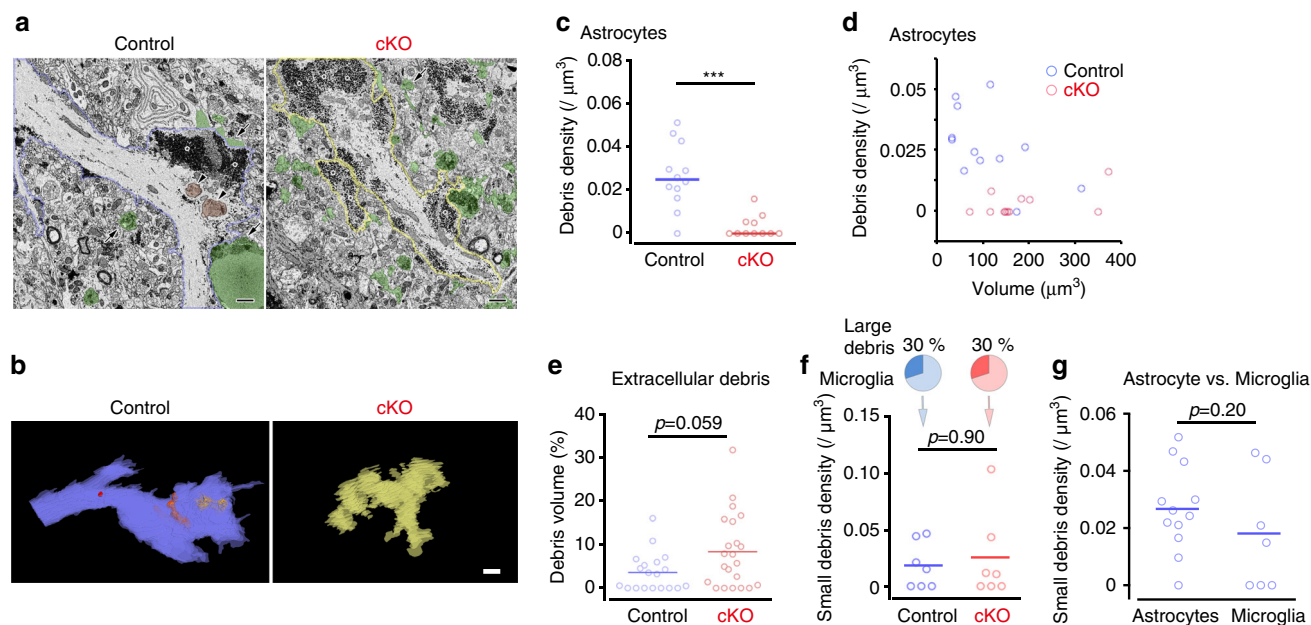 a
Control
cKO
b
Control
cKO
c
Astrocytes
Debris density (/ μm³)
0.08
0.06
0.04
0.02
0
***
Control
cKO
d
Astrocytes
Debris density (/ μm³)
0.05
0.025
0
Control
cKO
0
100
200
300
400
Volume (μm³)
e
Extracellular debris
Debris volume (%)
40
30
20
10
0
p=0.059
Control
cKO
f
Large debris
30 %
30 %
Microglia
Small debris density (/ μm³)
0.15
0.10
0.05
0
p=0.90
Control
cKO
g
Astrocyte vs. Microglia
Small debris density (/ μm³)
0.06
0.04
0.02
0
p=0.20
Astrocytes
Microglia